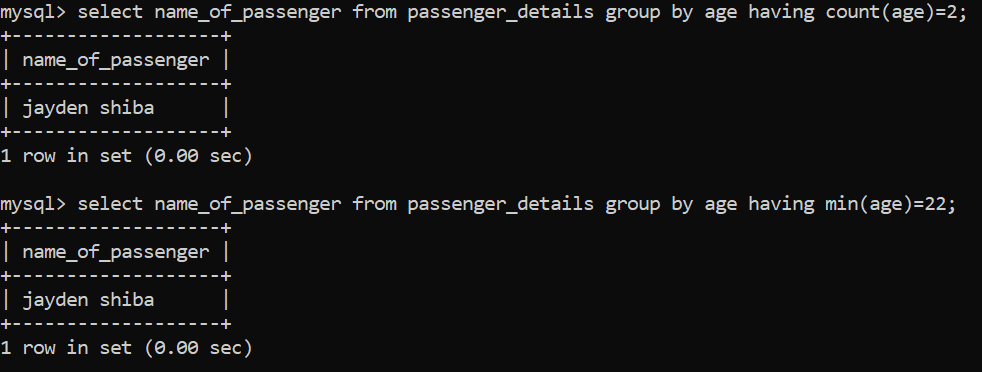 mysql> select name_of_passenger from passenger_details group by age having count(age)=2;
+-------------------+
| name_of_passenger |
+-------------------+
| jayden shiba      |
+-------------------+
1 row in set (0.00 sec)
mysql> select name_of_passenger from passenger_details group by age having min(age)=22;
+-------------------+
| name_of_passenger |
+-------------------+
| jayden shiba      |
+-------------------+
1 row in set (0.00 sec)